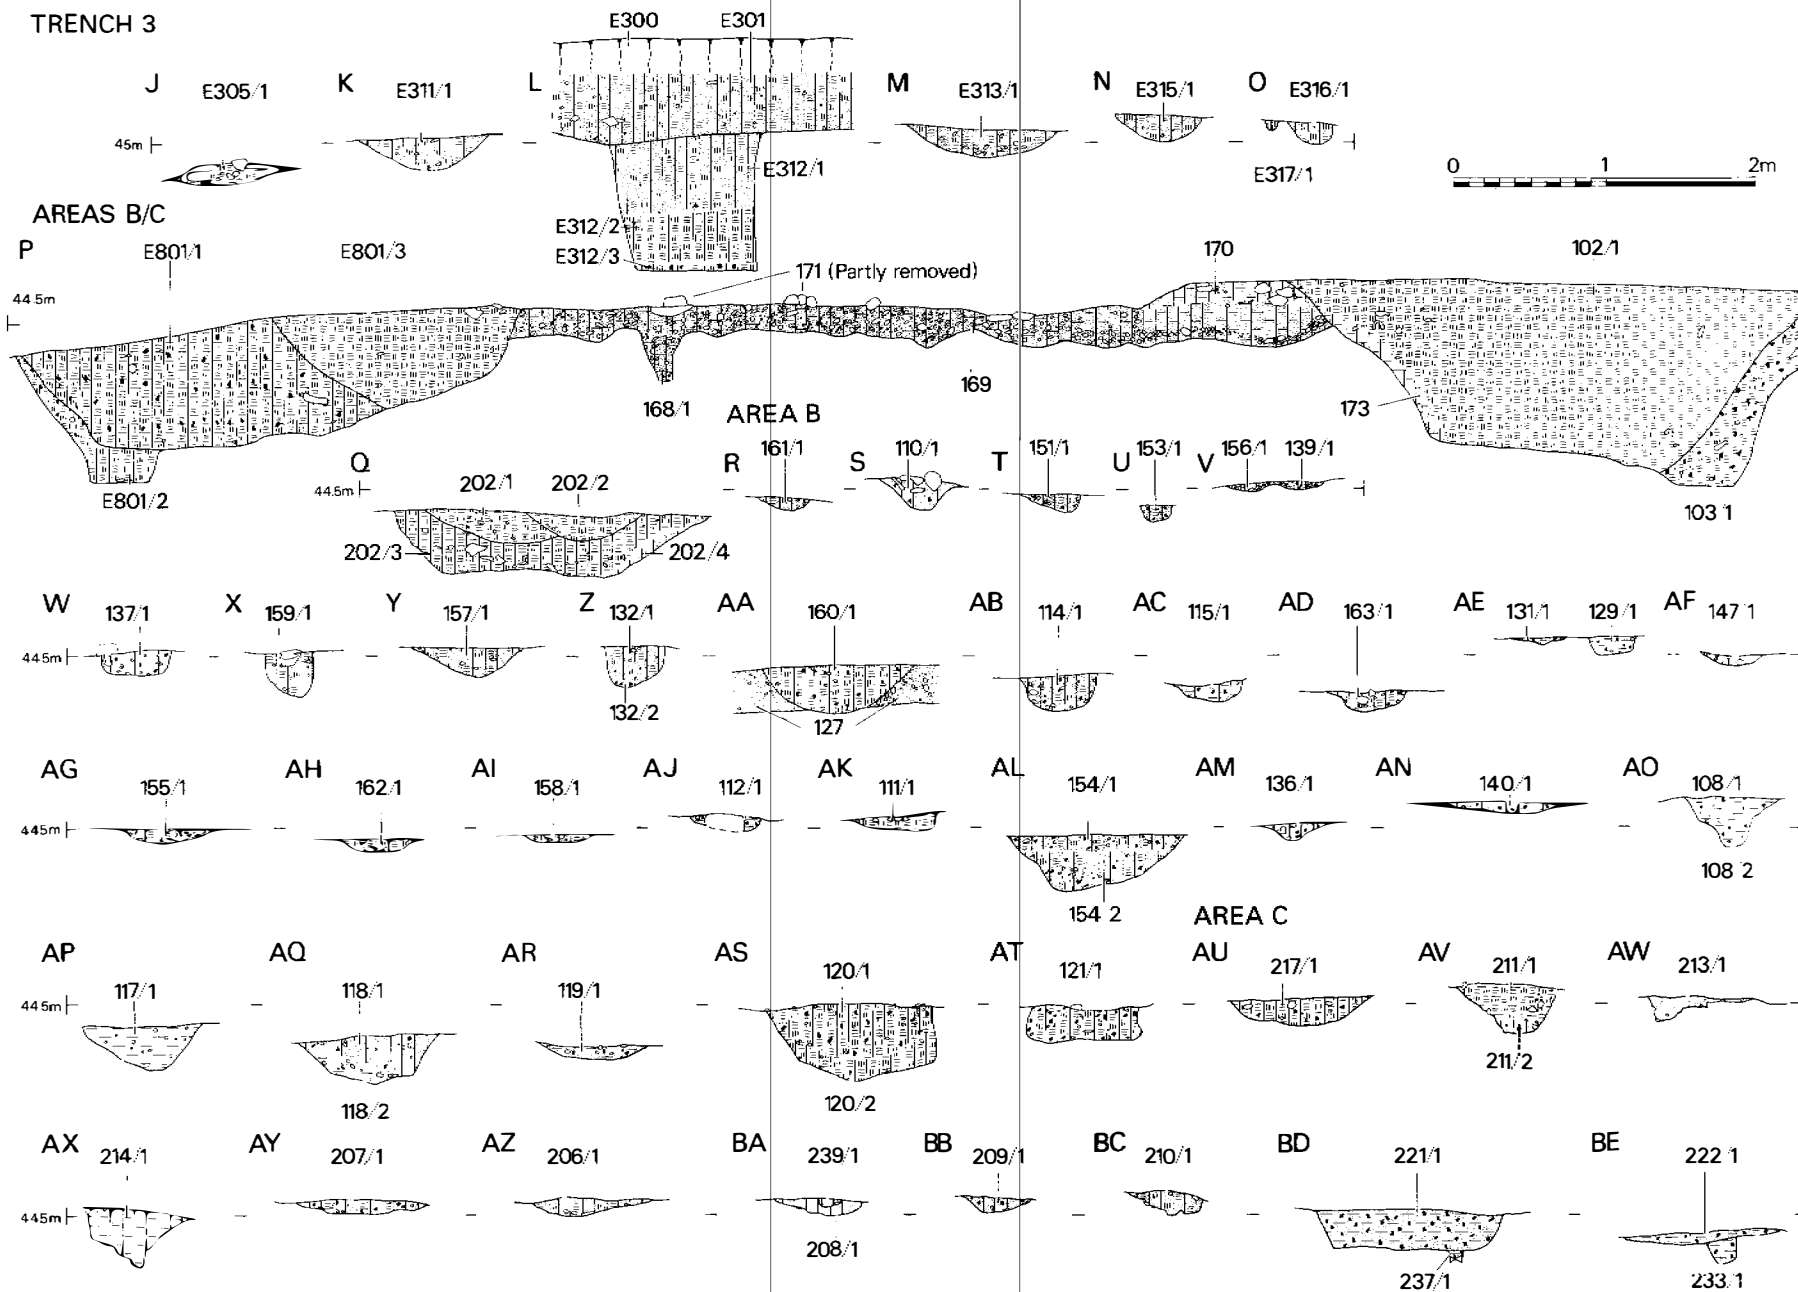 TRENCH 3
E300 E301
J K L M N O
E305/1 E311/1 E313/1 E315/1 E316/1
45m
E312/1 E317/1
0 1 2m
AREAS B/C
E312/2
P E801/1 E801/3 E312/3 170 102/1
171 (Partly removed)
44 5m
168/1 169 173
AREA B
Q R 161/1 S 110/1 T 151/1 U 153/1 V 156/1 139/1
44.5m 202/1 202/2
E801/2 103 1
202/3 202/4
W 137/1 X 159/1 Y 157/1 Z 132/1 AA 160/1 AB 114/1 AC 115/1 AD 163/1 AE 131/1 129/1 AF 147 1
445m
132/2 127
AG 155/1 AH 162/1 AI 158/1 AJ 112/1 AK 111/1 AL 154/1 AM 136/1 AN 140/1 AO 108/1
445m
108 2
154 2
AREA C
AP 117/1 AQ 118/1 AR 119/1 AS 120/1 AT 121/1 AU 217/1 AV 211/1 AW 213/1
44 5m
211/2
118/2 120/2
AX 214/1 AY 207/1 AZ 206/1 BA 239/1 BB 209/1 BC 210/1 BD 221/1 BE 222 1
445m
208/1
237/1 233/1